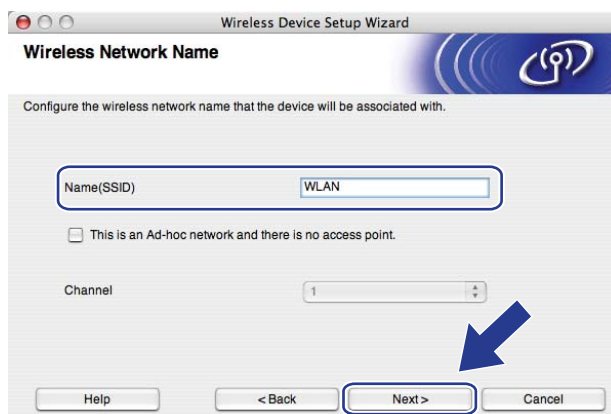 Wireless Device Setup Wizard
Wireless Network Name
Configure the wireless network name that the device will be associated with.
Name(SSID) WLAN
This is an Ad-hoc network and there is no access point.
Channel 1
Help < Back Next > Cancel